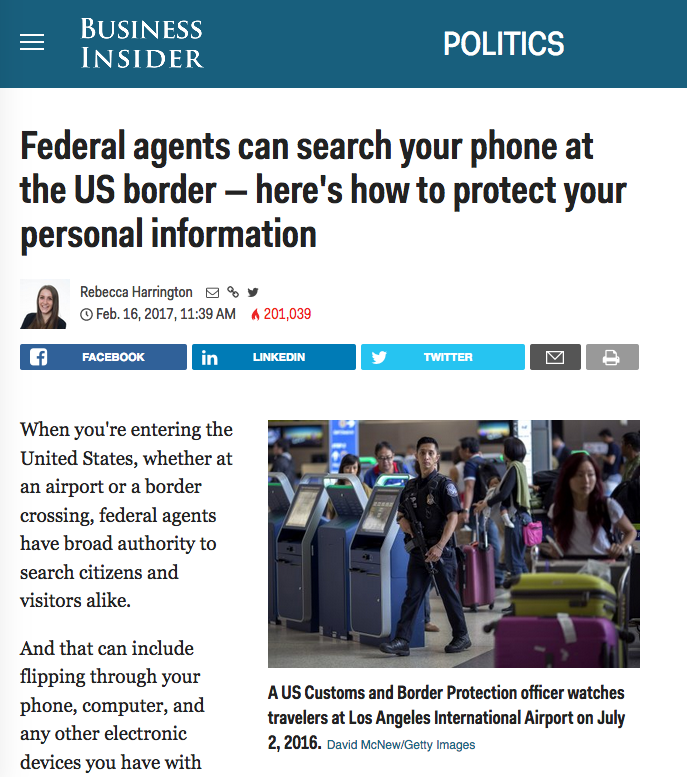 BUSINESS
INSIDER
POLITICS
Federal agents can search your phone at
the US border – here's how to protect your
personal information
Rebecca Harrington
Feb. 16, 2017, 11:39 AM 201,039
FACEBOOK
LINKEDIN
TWITTER
When you're entering the
United States, whether at
an airport or a border
crossing, federal agents
have broad authority to
search citizens and
visitors alike.
And that can include
flipping through your
phone, computer, and
any other electronic
devices you have with
A US Customs and Border Protection officer watches
travelers at Los Angeles International Airport on July
2, 2016. David McNew/Getty Images